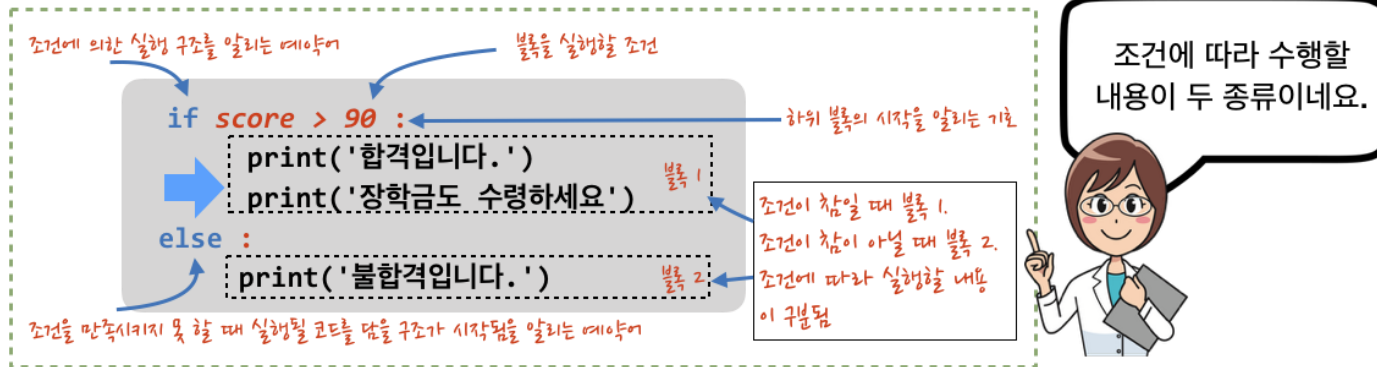 조건에 의한 실행 구조를 알리는 예약어
블록을 실행할 조건
if score > 90 :
하위 블록의 시작을 알리는 기호
print('합격입니다.')
print('장학금도 수령하세요')
블록 1
else :
print('불합격입니다.')
블록 2
조건이 참일 때 블록 1.
조건이 참이 아닐 때 블록 2.
조건에 따라 실행할 내용
이 구분됨
조건을 만족시키지 못 할 때 실행될 코드를 담을 구조가 시작됨을 알리는 예약어
조건에 따라 수행할
내용이 두 종류이네요.